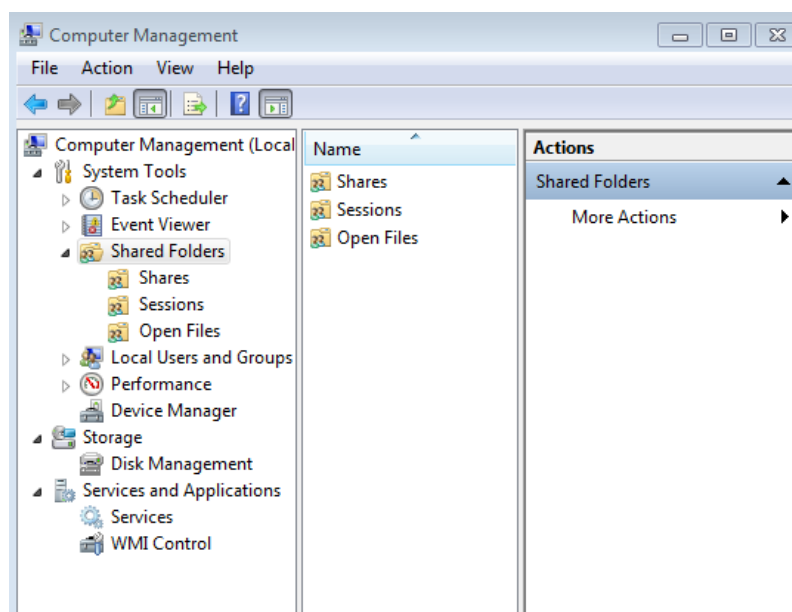 Computer Management
File Action View Help
Computer Management (Local
System Tools
Task Scheduler
Event Viewer
Shared Folders
Shares
Sessions
Open Files
Local Users and Groups
Performance
Device Manager
Storage
Disk Management
Services and Applications
Services
WMI Control
Name
Shares
Sessions
Open Files
Actions
Shared Folders
More Actions